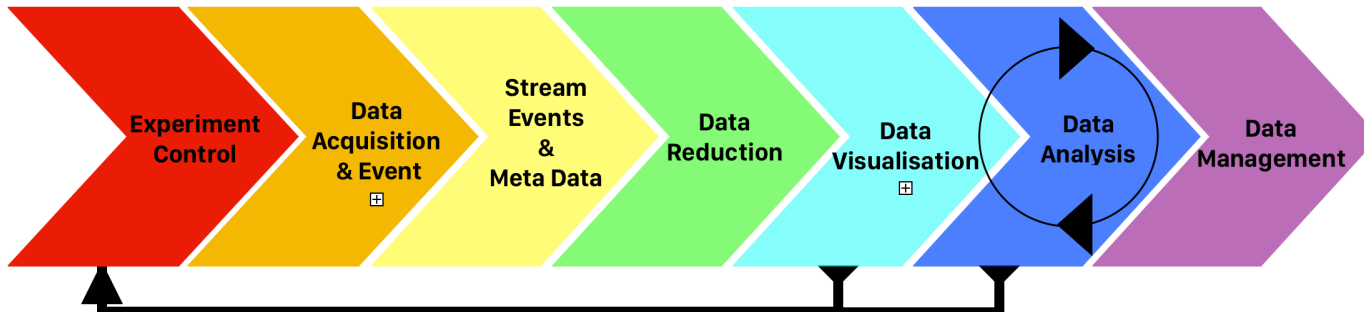 Experiment
Control
Data
Acquisition
& Event
Stream
Events
&
Meta Data
Data
Reduction
Data
Visualisation
Data
Analysis
Data
Management